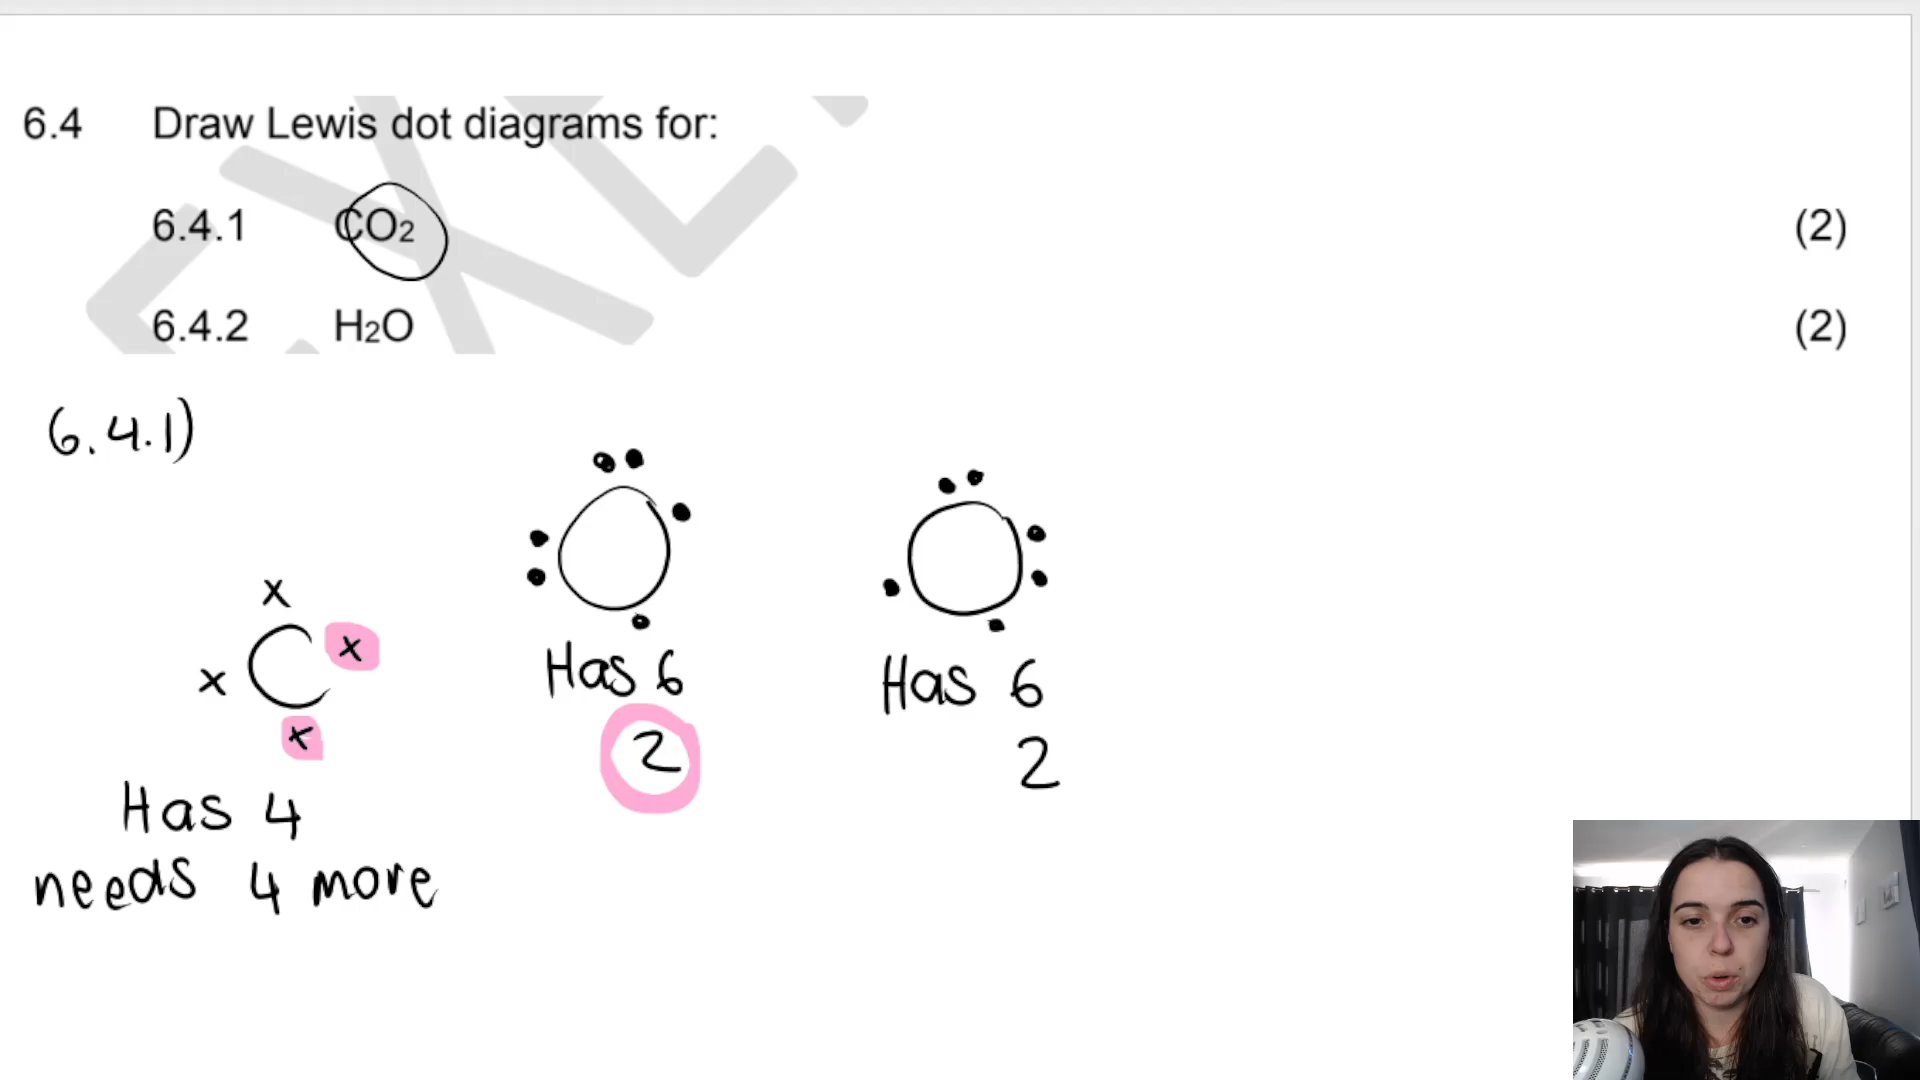 6.4 Draw Lewis dot diagrams for:
6.4.1 CO₂ (2)
6.4.2 H₂O (2)
6.4.1)
x
x C x
x
O
O
Has 6
2
Has 6
2
Has 4
needs 4 more